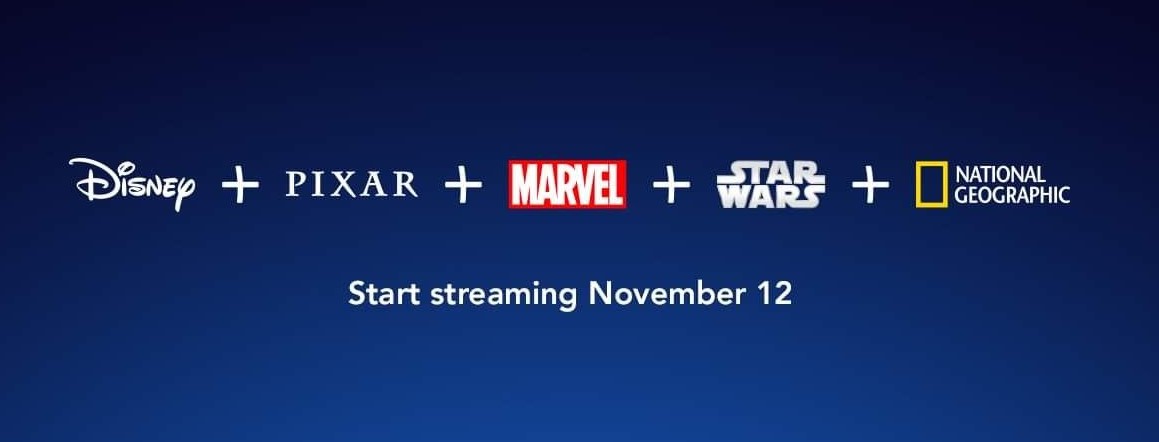 Disney + PIXAR + MARVEL + STAR WARS + NATIONAL GEOGRAPHIC
Start streaming November 12